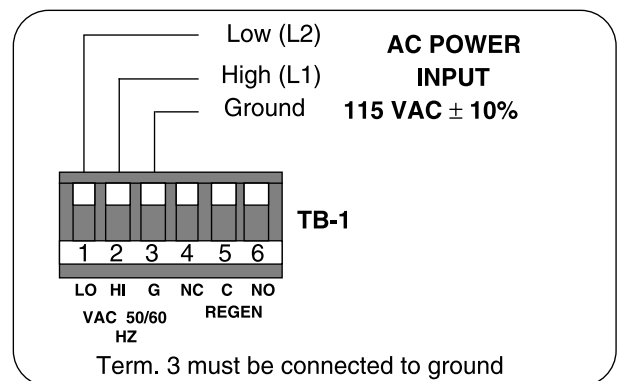 Low (L2)
High (L1)
Ground
AC POWER
INPUT
115 VAC ± 10%
TB-1
1 2 3 4 5 6
LO HI G NC C NO
VAC 50/60
HZ
REGEN
Term. 3 must be connected to ground